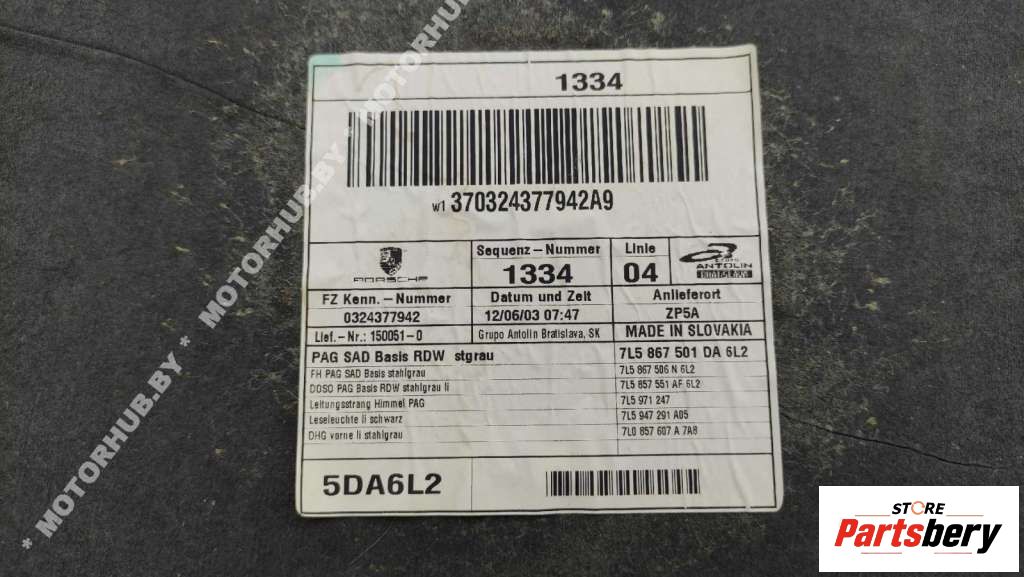 1334
w1 370324377942A9
PORSCHE
Sequenz-Nummer
1334
Linie
04
GRUPO
ANTOLIN
BRATISLAVA
FZ Kenn.-Nummer
0324377942
Datum und Zeit
12/06/03 07:47
Anlieferort
ZP5A
Lief.-Nr.: 150051-0
Grupo Antolin Bratislava, SK
MADE IN SLOVAKIA
PAG SAD Basis RDW stgrau 7L5 867 501 DA 6L2
FH PAG SAD Basis stahlgrau 7L5 867 506 N 6L2
DOSO PAG Basis RDW stahlgrau li 7L5 857 551 AF 6L2
Leitungsstrang Himmel PAG 7L5 971 247
Leseleuchte li schwarz 7L5 947 291 A05
DHG vorne li stahlgrau 7L0 857 607 A 7A8
5DA6L2
* MOTORHUB.BY * MOTORHUB.BY * MOTORHUB
STORE
Partsbery